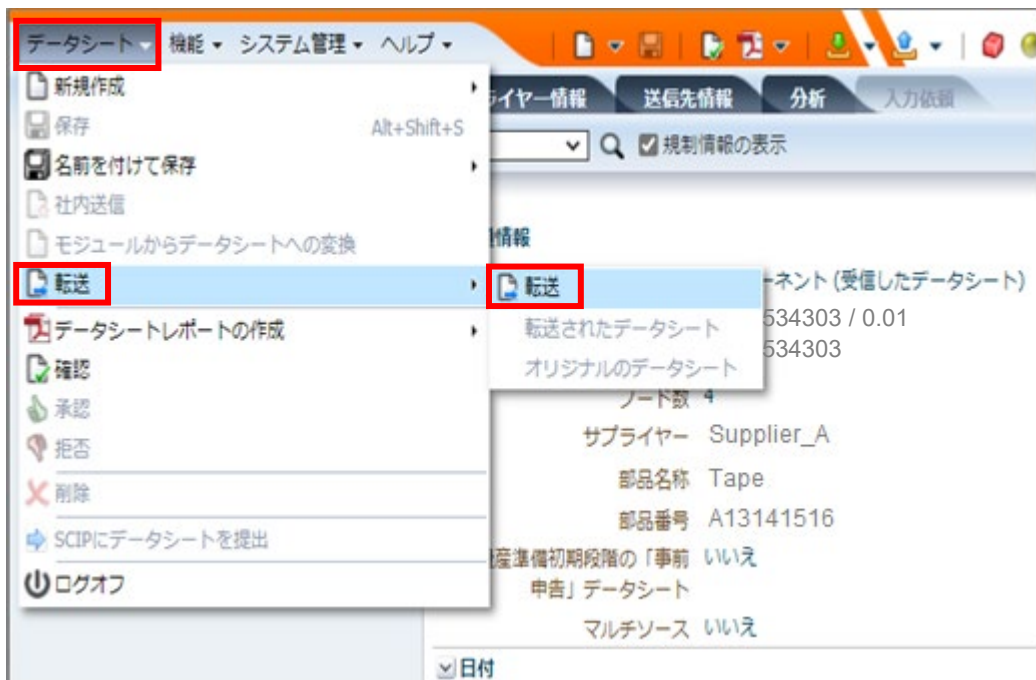 データシート 機能 システム管理 ヘルプ
新規作成
保存 Alt+Shift+S
名前を付けて保存
社内送信
モジュールからデータシートへの変換
転送
データシートレポートの作成
確認
承認
拒否
削除
SCIPにデータシートを提出
ログオフ
転送
転送されたデータシート
オリジナルのデータシート
イヤー情報 送信先情報 分析 入力依頼
規制情報の表示
情報
ーネント (受信したデータシート)
534303 / 0.01
534303
ノード数 4
サプライヤー Supplier_A
部品名称 Tape
部品番号 A13141516
産準備初期段階の「事前 いいえ
申告」データシート
マルチソース いいえ
日付